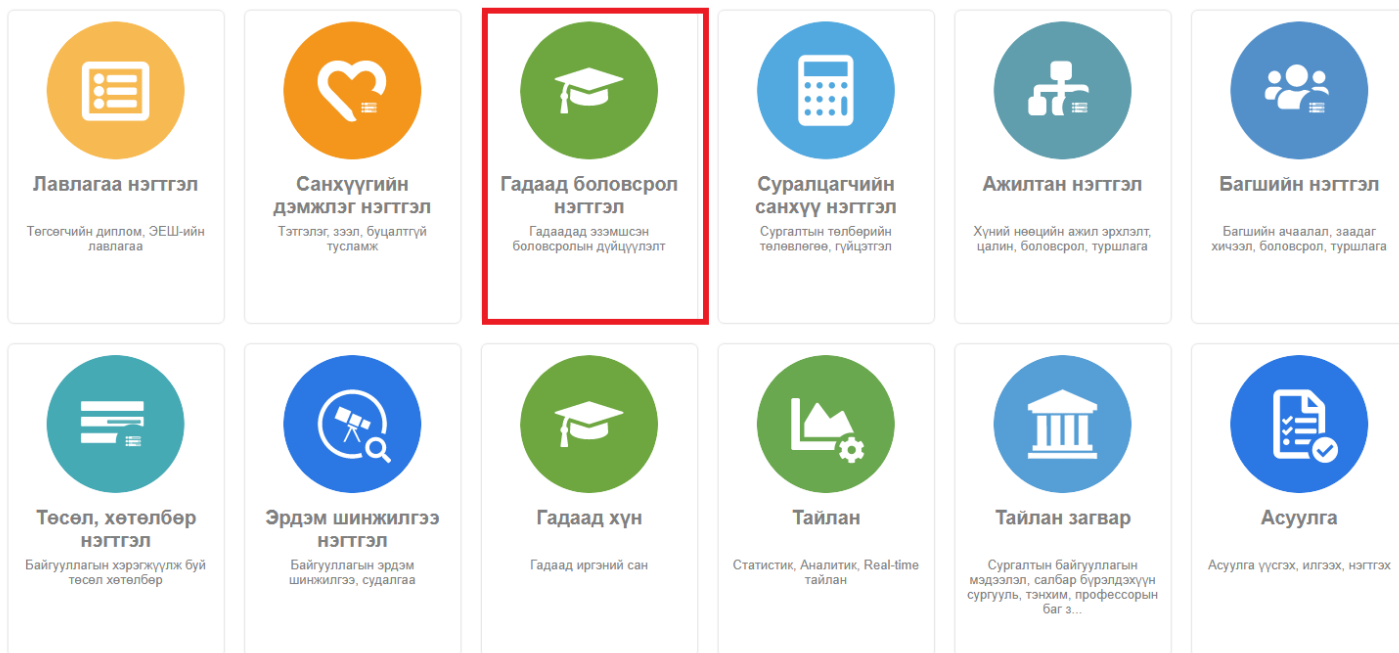 Лавлагаа нэгтгэл
Төгсөгчийн диплом, ЭЕШ-ийн
лавлагаа
Санхүүгийн
дэмжлэг нэгтгэл
Тэтгэлэг, зээл, буцалтгүй
тусламж
Гадаад боловсрол
нэгтгэл
Гадаадад эзэмшсэн
боловсролын дүйцүүлэлт
Суралцагчийн
санхүү нэгтгэл
Сургалтын төлбөрийн
төлөвлөгөө, гүйцэтгэл
Ажилтан нэгтгэл
Хүний нөөцийн ажил эрхлэлт,
цалин, боловсрол, туршлага
Багшийн нэгтгэл
Багшийн ачаалал, заадаг
хичээл, боловсрол, туршлага
Төсөл, хөтөлбөр
нэгтгэл
Байгууллагын хэрэгжүүлж буй
төсөл хөтөлбөр
Эрдэм шинжилгээ
нэгтгэл
Байгууллагын эрдэм
шинжилгээ, судалгаа
Гадаад хүн
Гадаад иргэний сан
Тайлан
Статистик, Аналитик, Real-time
тайлан
Тайлан загвар
Сургалтын байгууллагын
мэдээлэл, салбар бүрэлдэхүүн
сургууль, тэнхим, профессорын
баг з...
Асуулга
Асуулга үүсгэх, илгээх, нэгтгэх